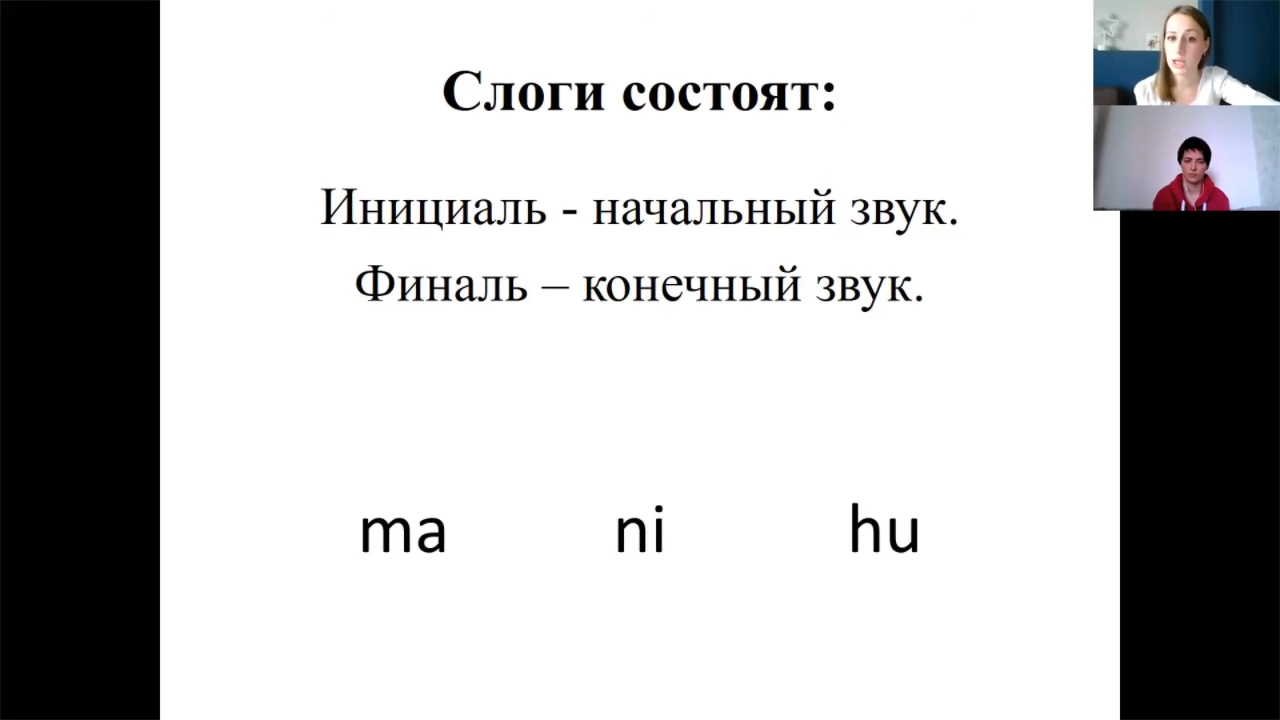 Слоги состоят:
Инициаль - начальный звук.
Финаль – конечный звук.
ma ni hu